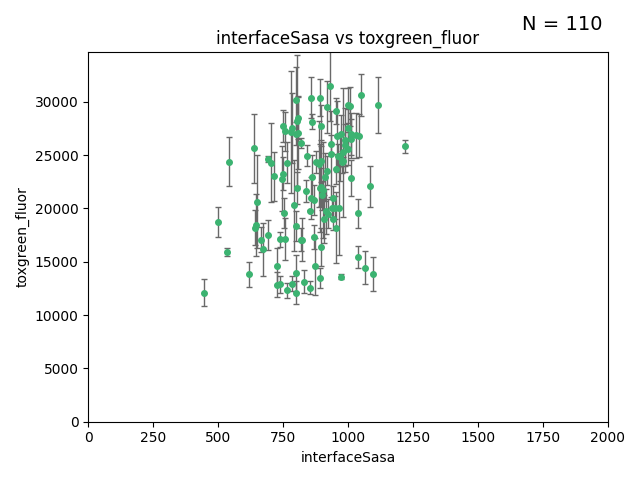 N = 110
interfaceSasa vs toxgreen_fluor
30000
25000
20000
15000
10000
5000
0
toxgreen_fluor
0 250 500 750 1000 1250 1500 1750 2000
interfaceSasa